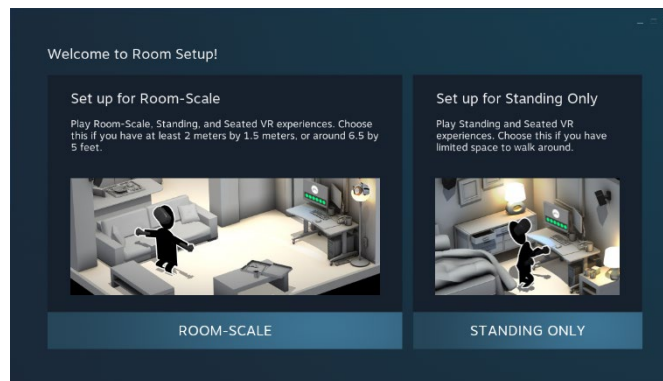 Welcome to Room Setup!
Set up for Room-Scale
Play Room-Scale, Standing, and Seated VR experiences. Choose
this if you have at least 2 meters by 1.5 meters, or around 6.5 by
5 feet.
ROOM-SCALE
Set up for Standing Only
Play Standing and Seated VR
experiences. Choose this if you have
limited space to walk around.
STANDING ONLY